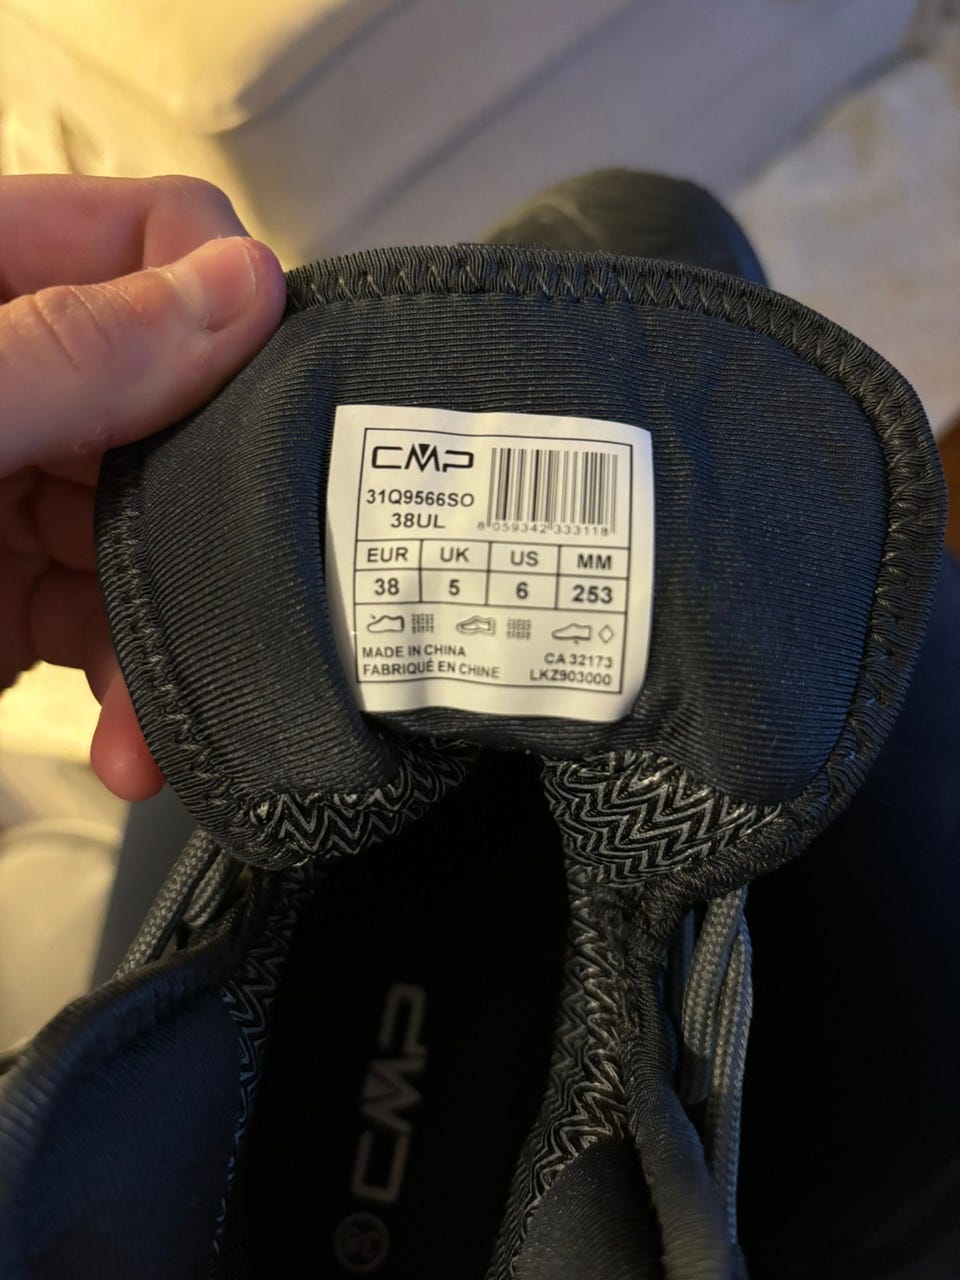 CMP
31Q9566SO
38UL
8 059342 333118
EUR UK US MM
38 5 6 253
MADE IN CHINA
FABRIQUÉ EN CHINE
CA 32173
LKZ903000
CMP
38